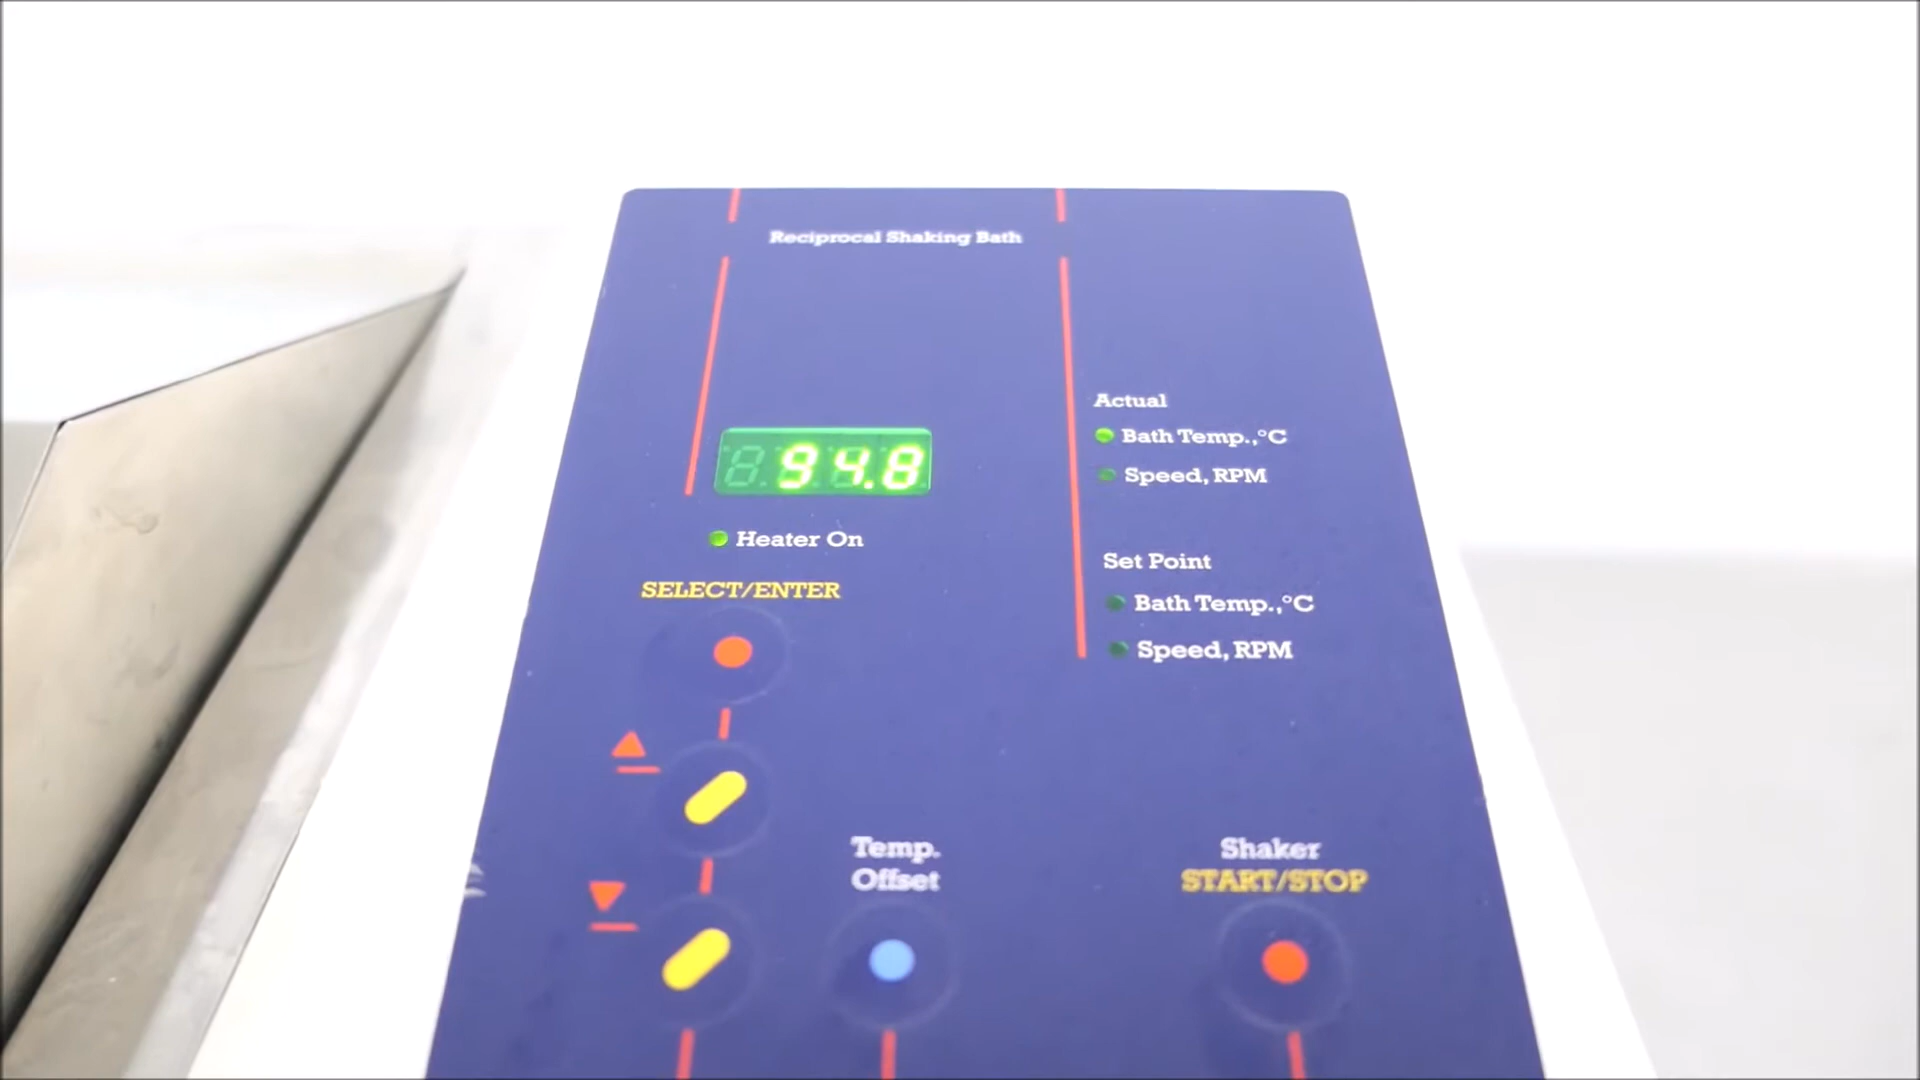 Reciprocal Shaking Bath
94.8
Heater On
SELECT/ENTER
Actual
Bath Temp.,°C
Speed, RPM
Set Point
Bath Temp.,°C
Speed, RPM
Temp.
Offset
Shaker
START/STOP